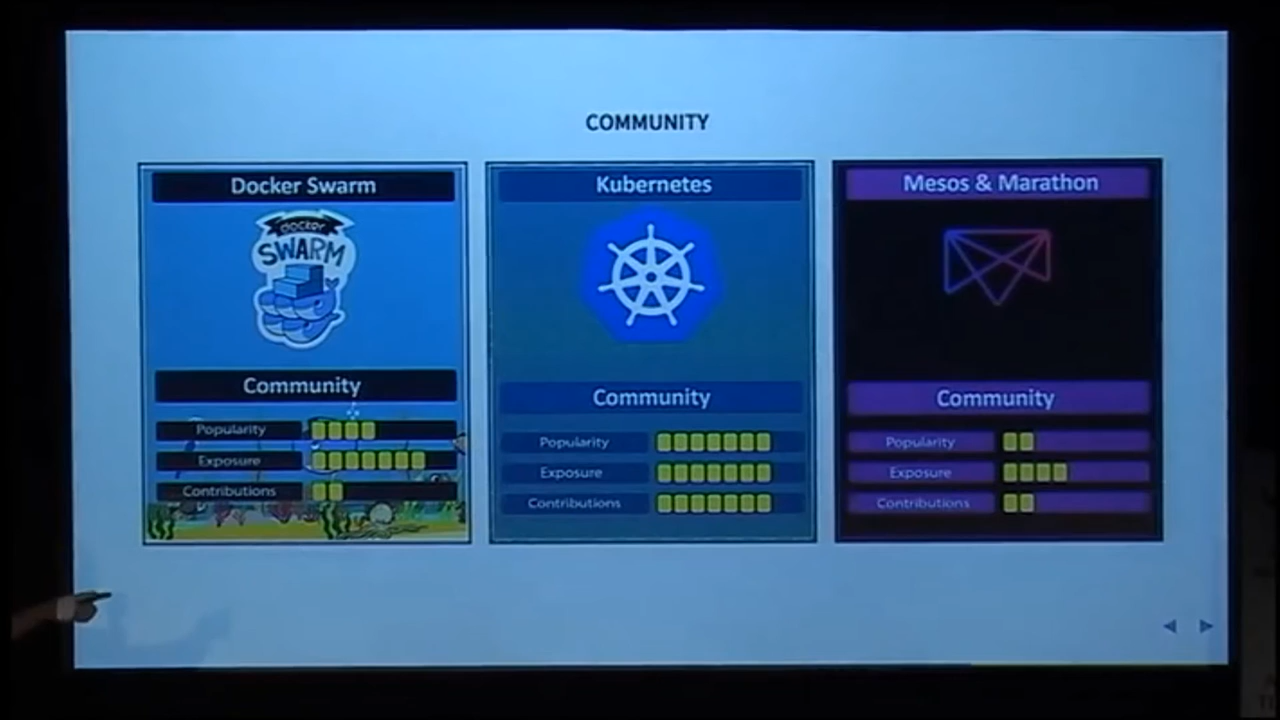 COMMUNITY
Docker Swarm
docker
SWARM
Community
Popularity
Exposure
Contributions
Kubernetes
Community
Popularity
Exposure
Contributions
Mesos & Marathon
Community
Popularity
Exposure
Contributions